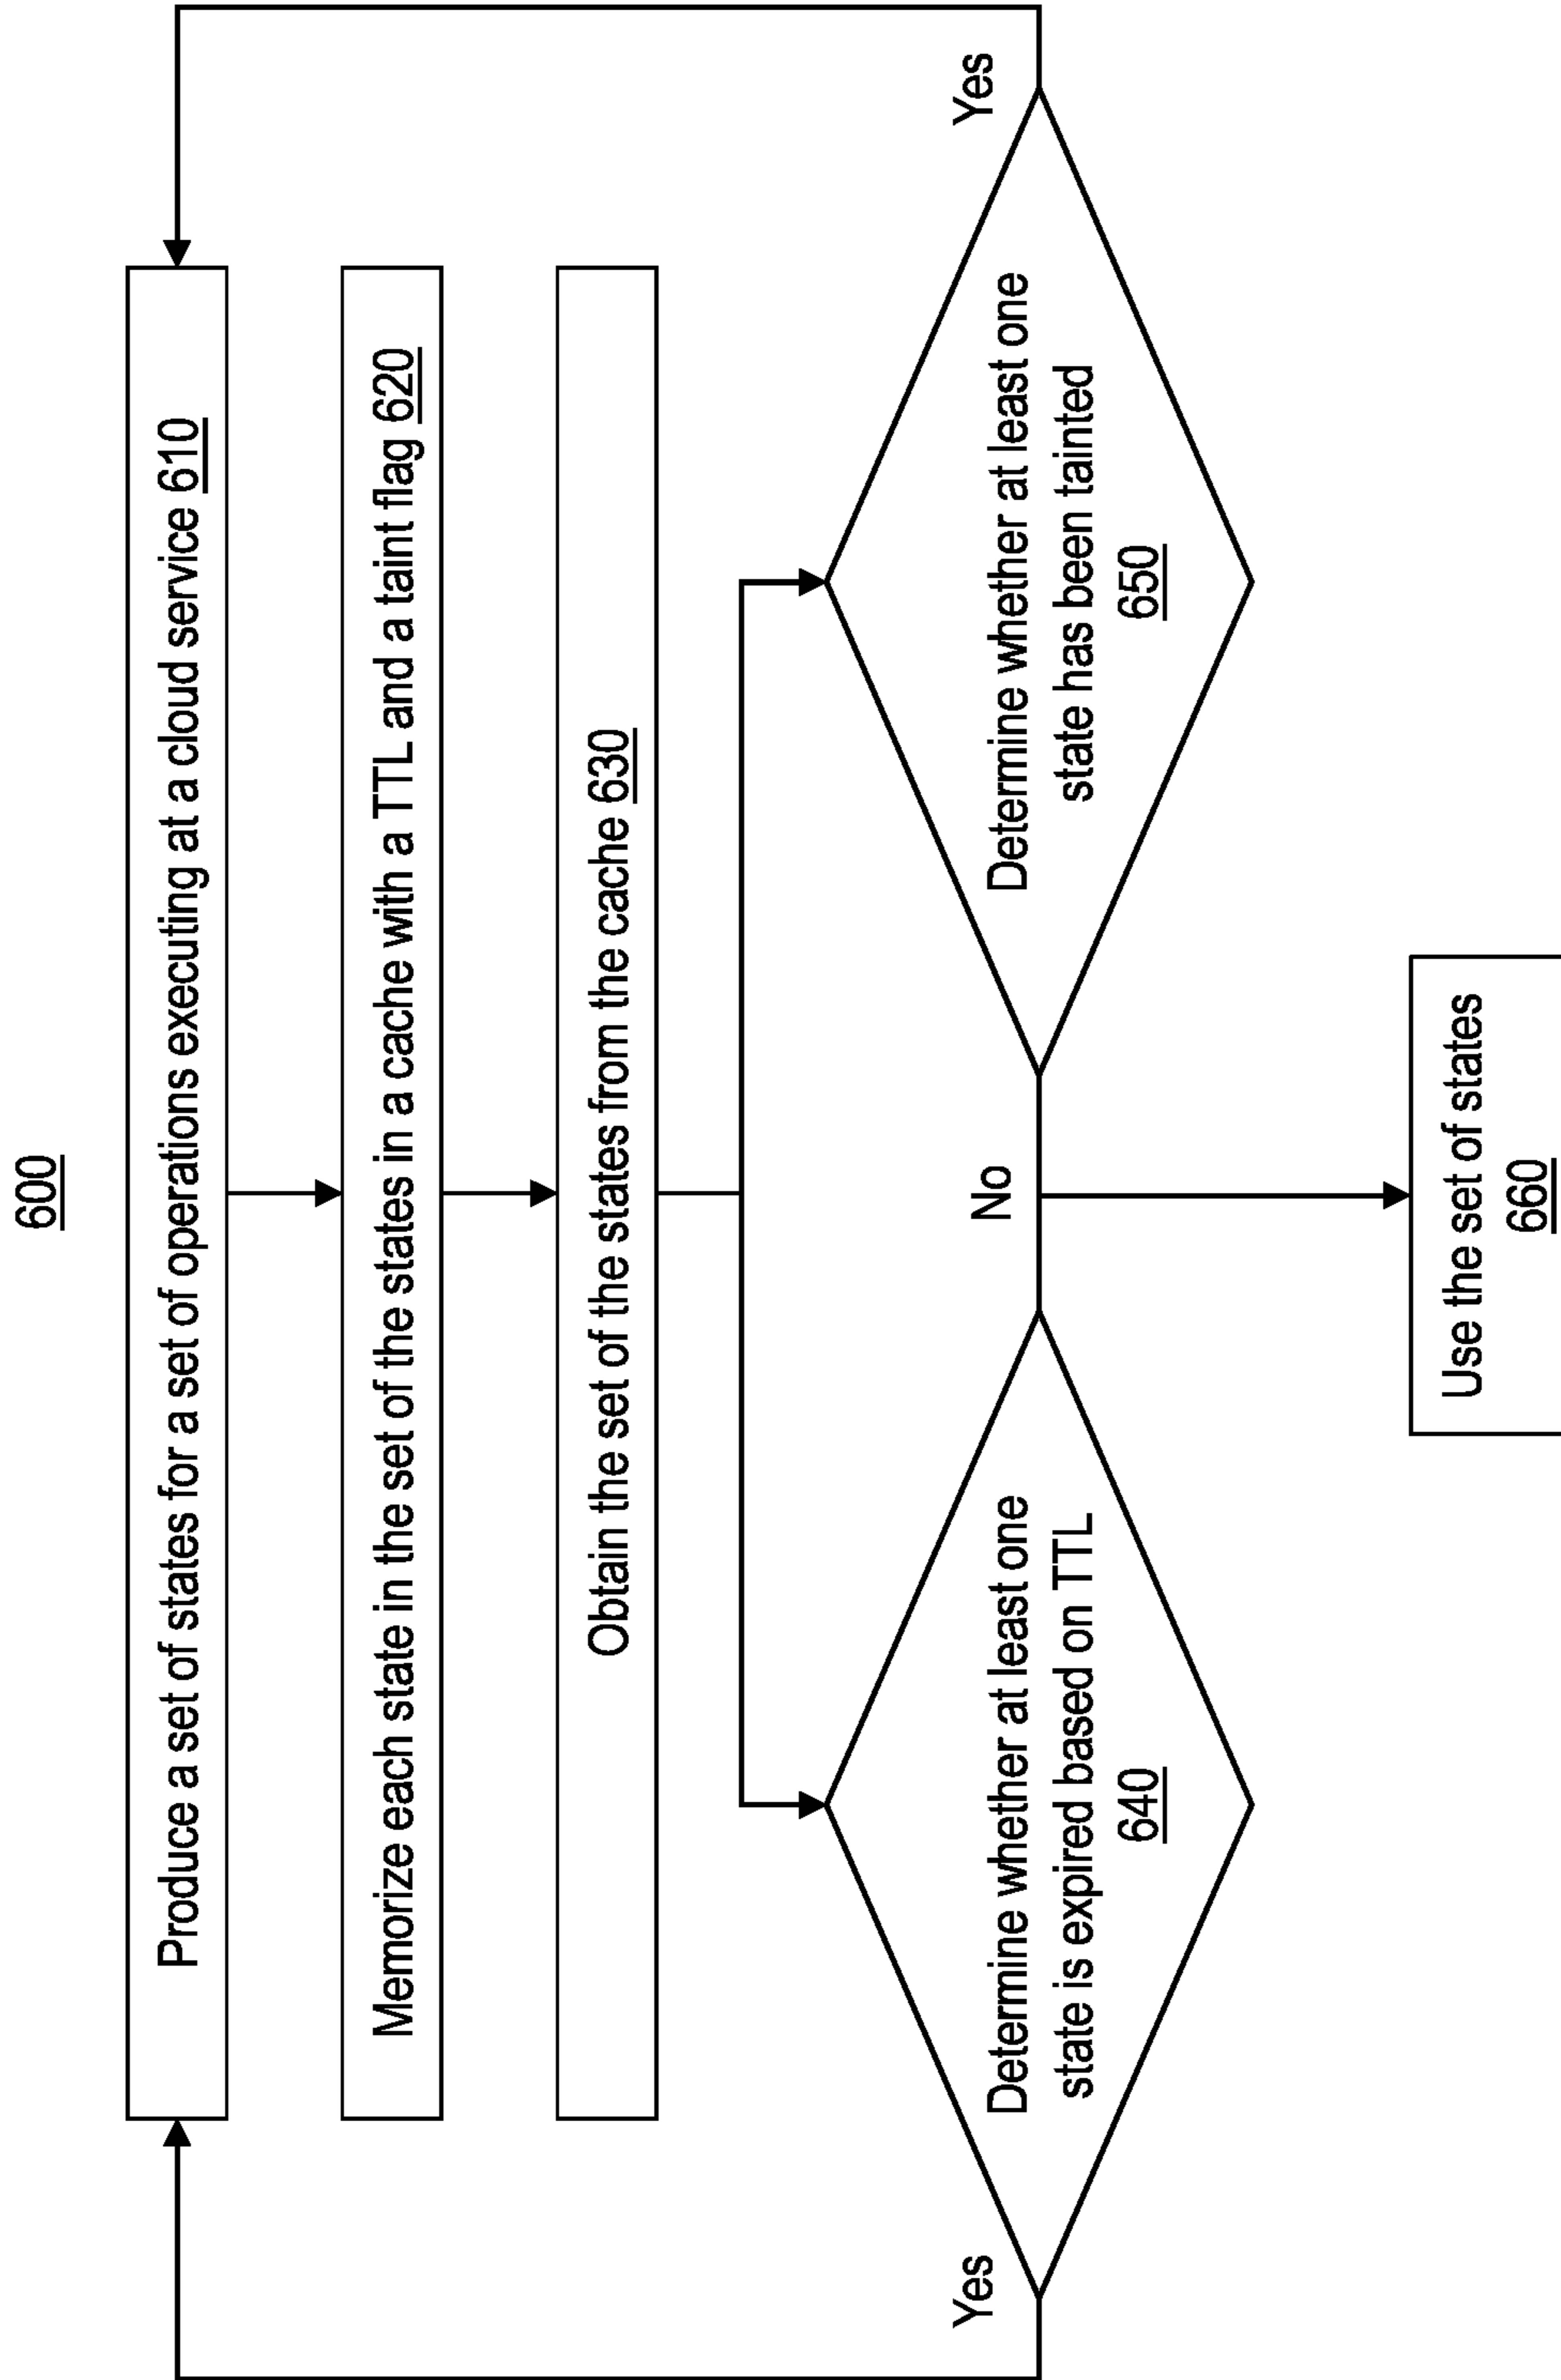 600
Produce a set of states for a set of operations executing at a cloud service 610
Memorize each state in the set of the states in a cache with a TTL and a taint flag 620
Obtain the set of the states from the cache 630
Yes
No
Yes
Determine whether at least one
state is expired based on TTL
640
Determine whether at least one
state has been tainted
650
Use the set of states
660